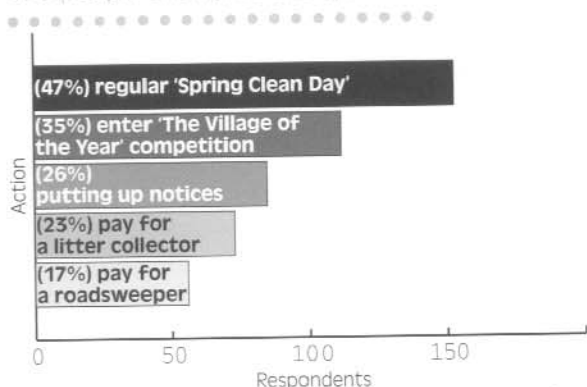 (47%) regular 'Spring Clean Day'
(35%) enter 'The Village of
the Year' competition
(26%)
putting up notices
(23%) pay for
a litter collector
(17%) pay for
a roadsweeper
Action
0 50 100 150
Respondents